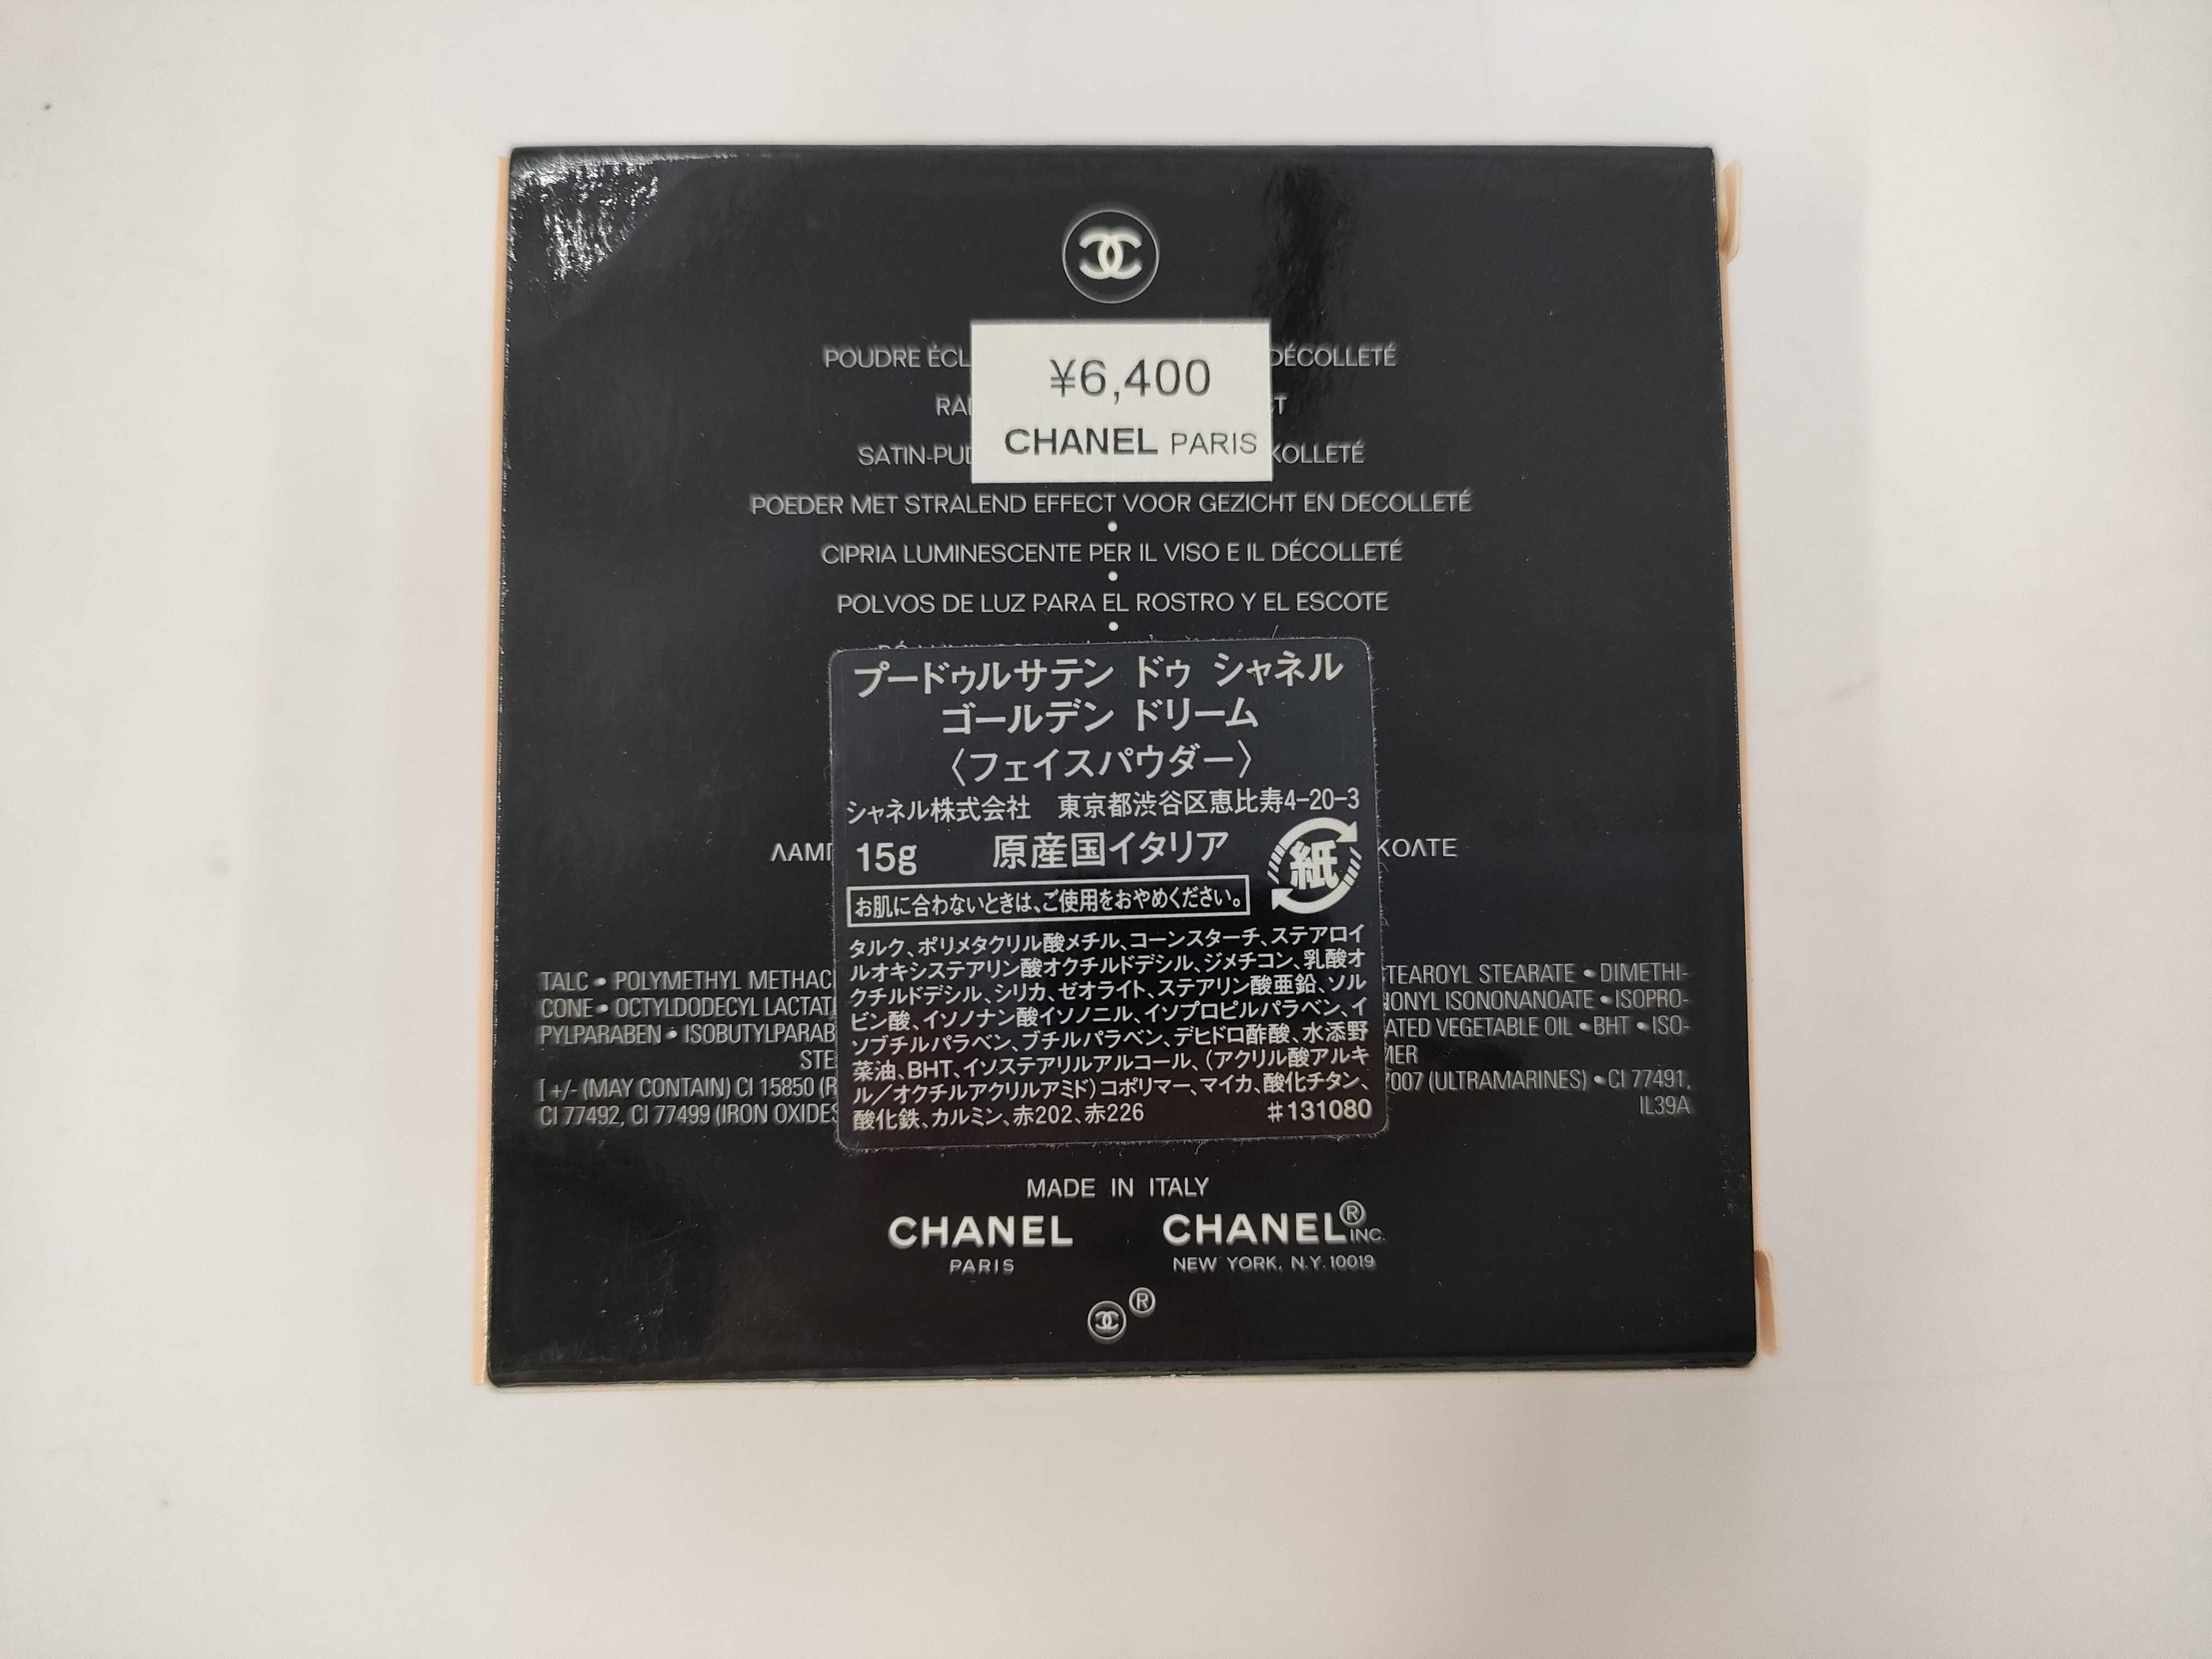 POUDRE ÉCL
DÉCOLLETÉ
¥6,400
CHANEL PARIS
SATIN-PUD
KOLLETÉ
POEDER MET STRALEND EFFECT VOOR GEZICHT EN DECOLLETÉ
CIPRIA LUMINESCENTE PER IL VISO E IL DÉCOLLETÉ
POLVOS DE LUZ PARA EL ROSTRO Y EL ESCOTE
プードゥルサテン ドゥ シャネル
ゴールデン ドリーム
〈フェイスパウダー〉
シャネル株式会社 東京都渋谷区恵比寿4-20-3
15g 原産国イタリア 紙
お肌に合わないときは、ご使用をおやめください。
ΛΑΜΠ
ΚΟΛΤΕ
タルク、ポリメタクリル酸メチル、コーンスターチ、ステアロイ
ルオキシステアリン酸オクチルドデシル、ジメチコン、乳酸オ
クチルドデシル、シリカ、ゼオライト、ステアリン酸亜鉛、ソル
ビン酸、イソノナン酸イソノニル、イソプロピルパラベン、イ
ソブチルパラベン、ブチルパラベン、デヒドロ酢酸、水添野
菜油、BHT、イソステアリルアルコール、(アクリル酸アルキ
ル/オクチルアクリルアミド)コポリマー、マイカ、酸化チタン、
酸化鉄、カルミン、赤202、赤226 #131080
TALC • POLYMETHYL METHAC
TEAROYL STEARATE • DIMETHI-
CONE • OCTYLDODECYL LACTATE
NONYL ISONONANOATE • ISOPRO-
PYLPARABEN • ISOBUTYLPARAB
ATED VEGETABLE OIL • BHT • ISO-
STE
MER
[ +/- (MAY CONTAIN) CI 15850 (R
7007 (ULTRAMARINES) • CI 77491,
CI 77492, CI 77499 (IRON OXIDES
IL39A
MADE IN ITALY
CHANEL
PARIS
CHANEL® INC.
NEW YORK, N.Y. 10019
®